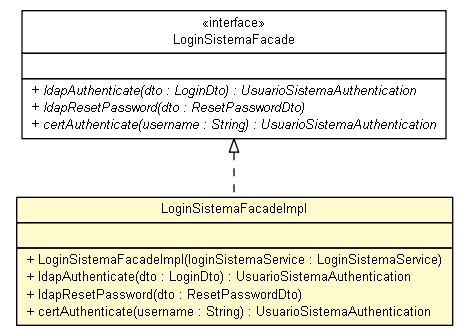 «interface»
LoginSistemaFacade
+ ldapAuthenticate(dto : LoginDto) : UsuarioSistemaAuthentication
+ ldapResetPassword(dto : ResetPasswordDto)
+ certAuthenticate(username : String) : UsuarioSistemaAuthentication
LoginSistemaFacadeImpl
+ LoginSistemaFacadeImpl(loginSistemaService : LoginSistemaService)
+ ldapAuthenticate(dto : LoginDto) : UsuarioSistemaAuthentication
+ ldapResetPassword(dto : ResetPasswordDto)
+ certAuthenticate(username : String) : UsuarioSistemaAuthentication